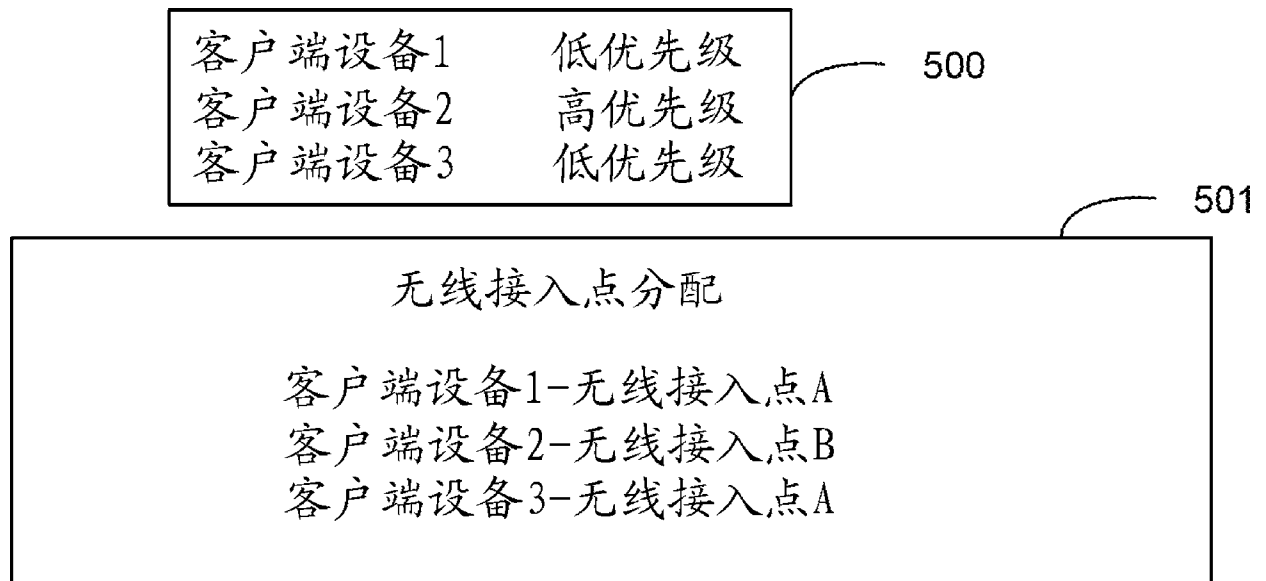 客户端设备1 低优先级
客户端设备2 高优先级
客户端设备3 低优先级
500
501
无线接入点分配
客户端设备1-无线接入点A
客户端设备2-无线接入点B
客户端设备3-无线接入点A